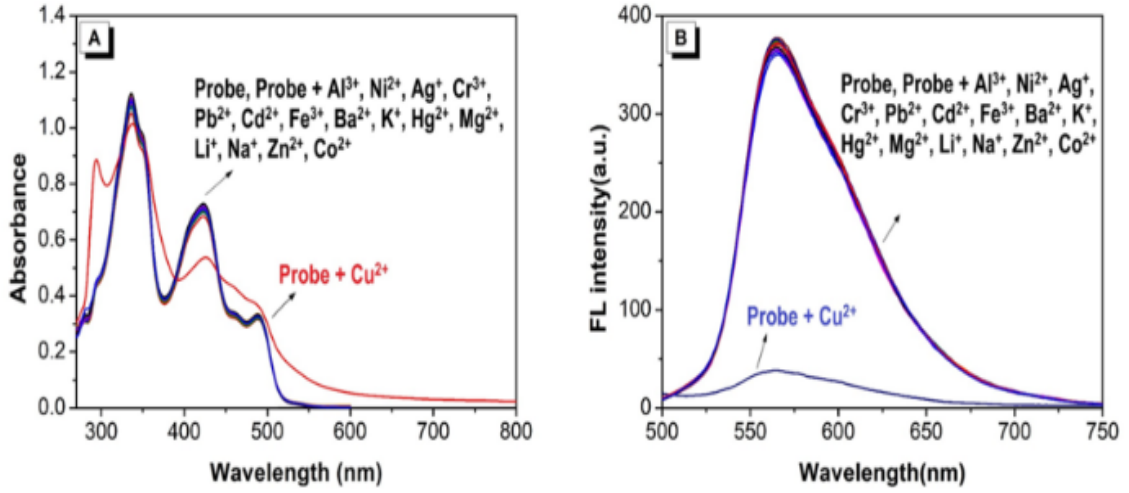 A
Probe, Probe + Al³⁺, Ni²⁺, Ag⁺, Cr³⁺,
Pb²⁺, Cd²⁺, Fe³⁺, Ba²⁺, K⁺, Hg²⁺, Mg²⁺,
Li⁺, Na⁺, Zn²⁺, Co²⁺
Probe + Cu²⁺
Absorbance
1.4
1.2
1.0
0.8
0.6
0.4
0.2
0.0
300 400 500 600 700 800
Wavelength (nm)
B
Probe, Probe + Al³⁺, Ni²⁺, Ag⁺,
Cr³⁺, Pb²⁺, Cd²⁺, Fe³⁺, Ba²⁺, K⁺,
Hg²⁺, Mg²⁺, Li⁺, Na⁺, Zn²⁺, Co²⁺
Probe + Cu²⁺
FL intensity(a.u.)
400
300
200
100
0
500 550 600 650 700 750
Wavelength(nm)